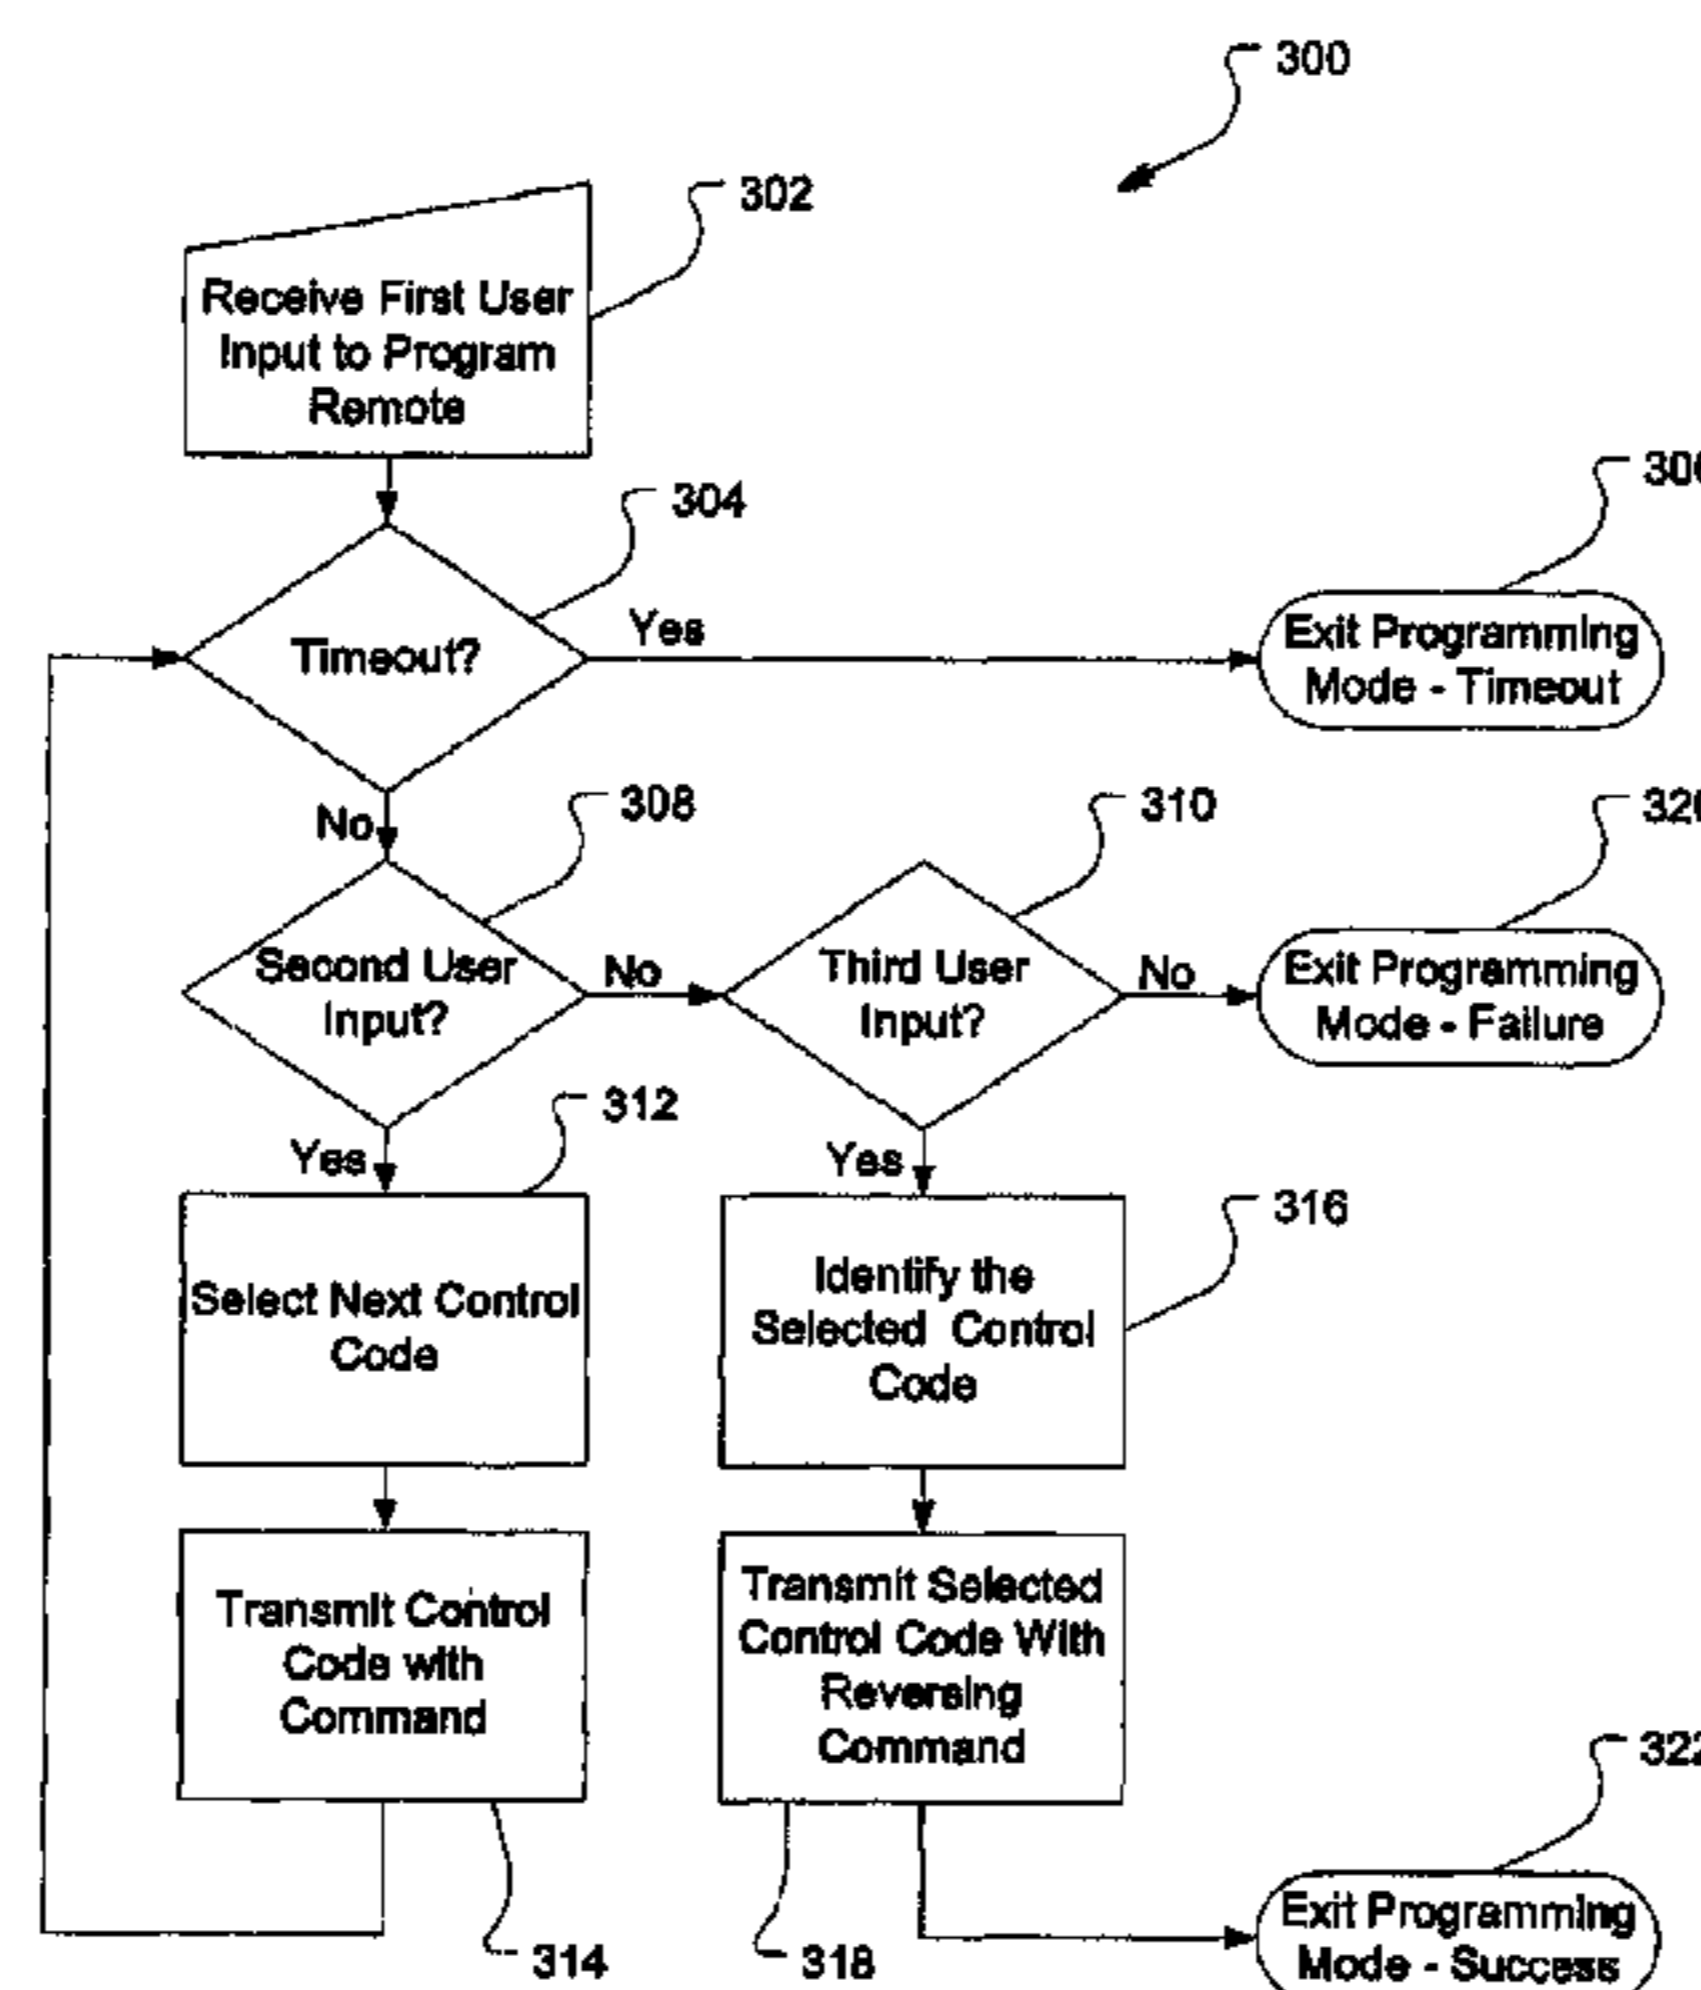 300
302
Receive First User
Input to Program
Remote
304
Timeout?
Yes
Exit Programming
Mode - Timeout
No
308
310
Second User
Input?
No
Third User
Input?
No
Exit Programming
Mode - Failure
320
312
Yes
Yes
316
Select Next Control
Code
Identify the
Selected Control
Code
Transmit Control
Code with
Command
Transmit Selected
Control Code With
Reversing
Command
322
314
318
Exit Programming
Mode - Success